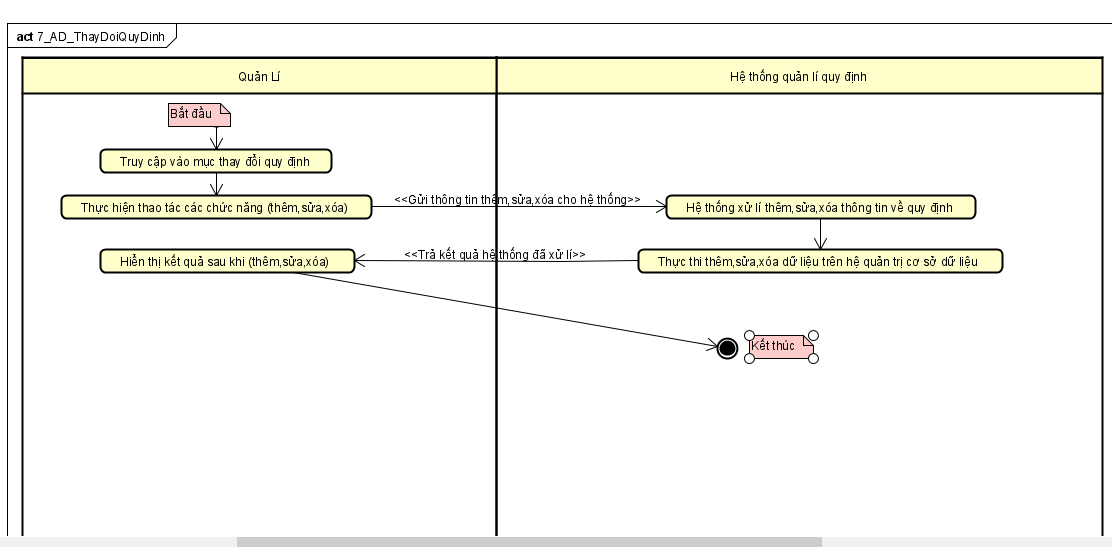 act 7_AD_ThayDoiQuyDinh
Quản Lí
Hệ thống quản lí quy định
Bắt đầu
Truy cập vào mục thay đổi quy định
Thực hiện thao tác các chức năng (thêm,sửa,xóa)
<<Gửi thông tin thêm,sửa,xóa cho hệ thống>>
Hệ thống xử lí thêm,sửa,xóa thông tin về quy định
Hiển thị kết quả sau khi (thêm,sửa,xóa)
<<Trả kết quả hệ thống đã xử lí>>
Thực thi thêm,sửa,xóa dữ liệu trên hệ quản trị cơ sở dữ liệu
Kết thúc